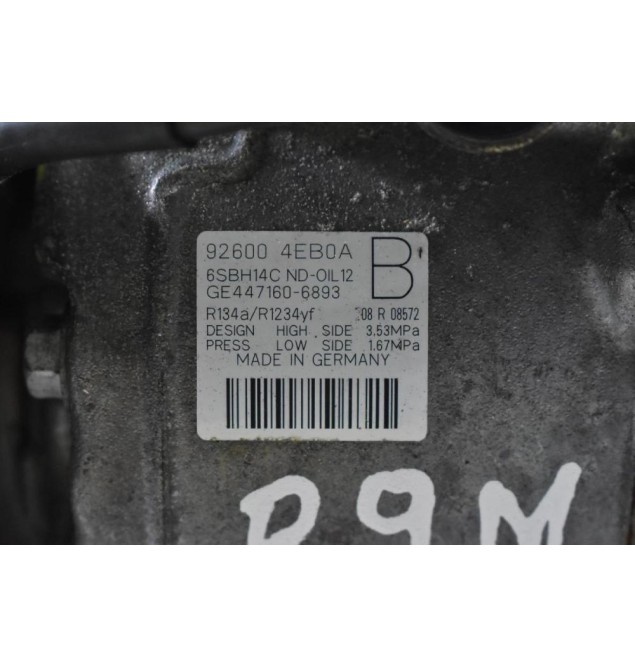 92600 4EB0A B
6SBH14C ND-OIL12
GE447160-6893
R134a/R1234yf 08 R 08572
DESIGN HIGH SIDE 3.53MPa
PRESS LOW SIDE 1.67MPa
MADE IN GERMANY
R9M